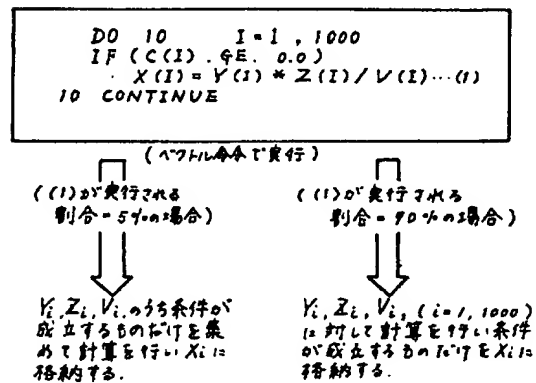 DO 10 I=1, 1000
IF (C(I).GE. 0.0)
· X(I) = Y(I) * Z(I) / V(I) ···(1)
10 CONTINUE
(ベクトル命令で実行)
((1)が実行される
割合=5%の場合)
((1)が実行される
割合=90%の場合)
Yi, Zi, Vi, のうち条件が
成立するものだけを集
めて計算を行いXiに
格納する.
Yi, Zi, Vi, (i=1, 1000)
に対して計算を行い条件
が成立するものだけをXiに
格納する.